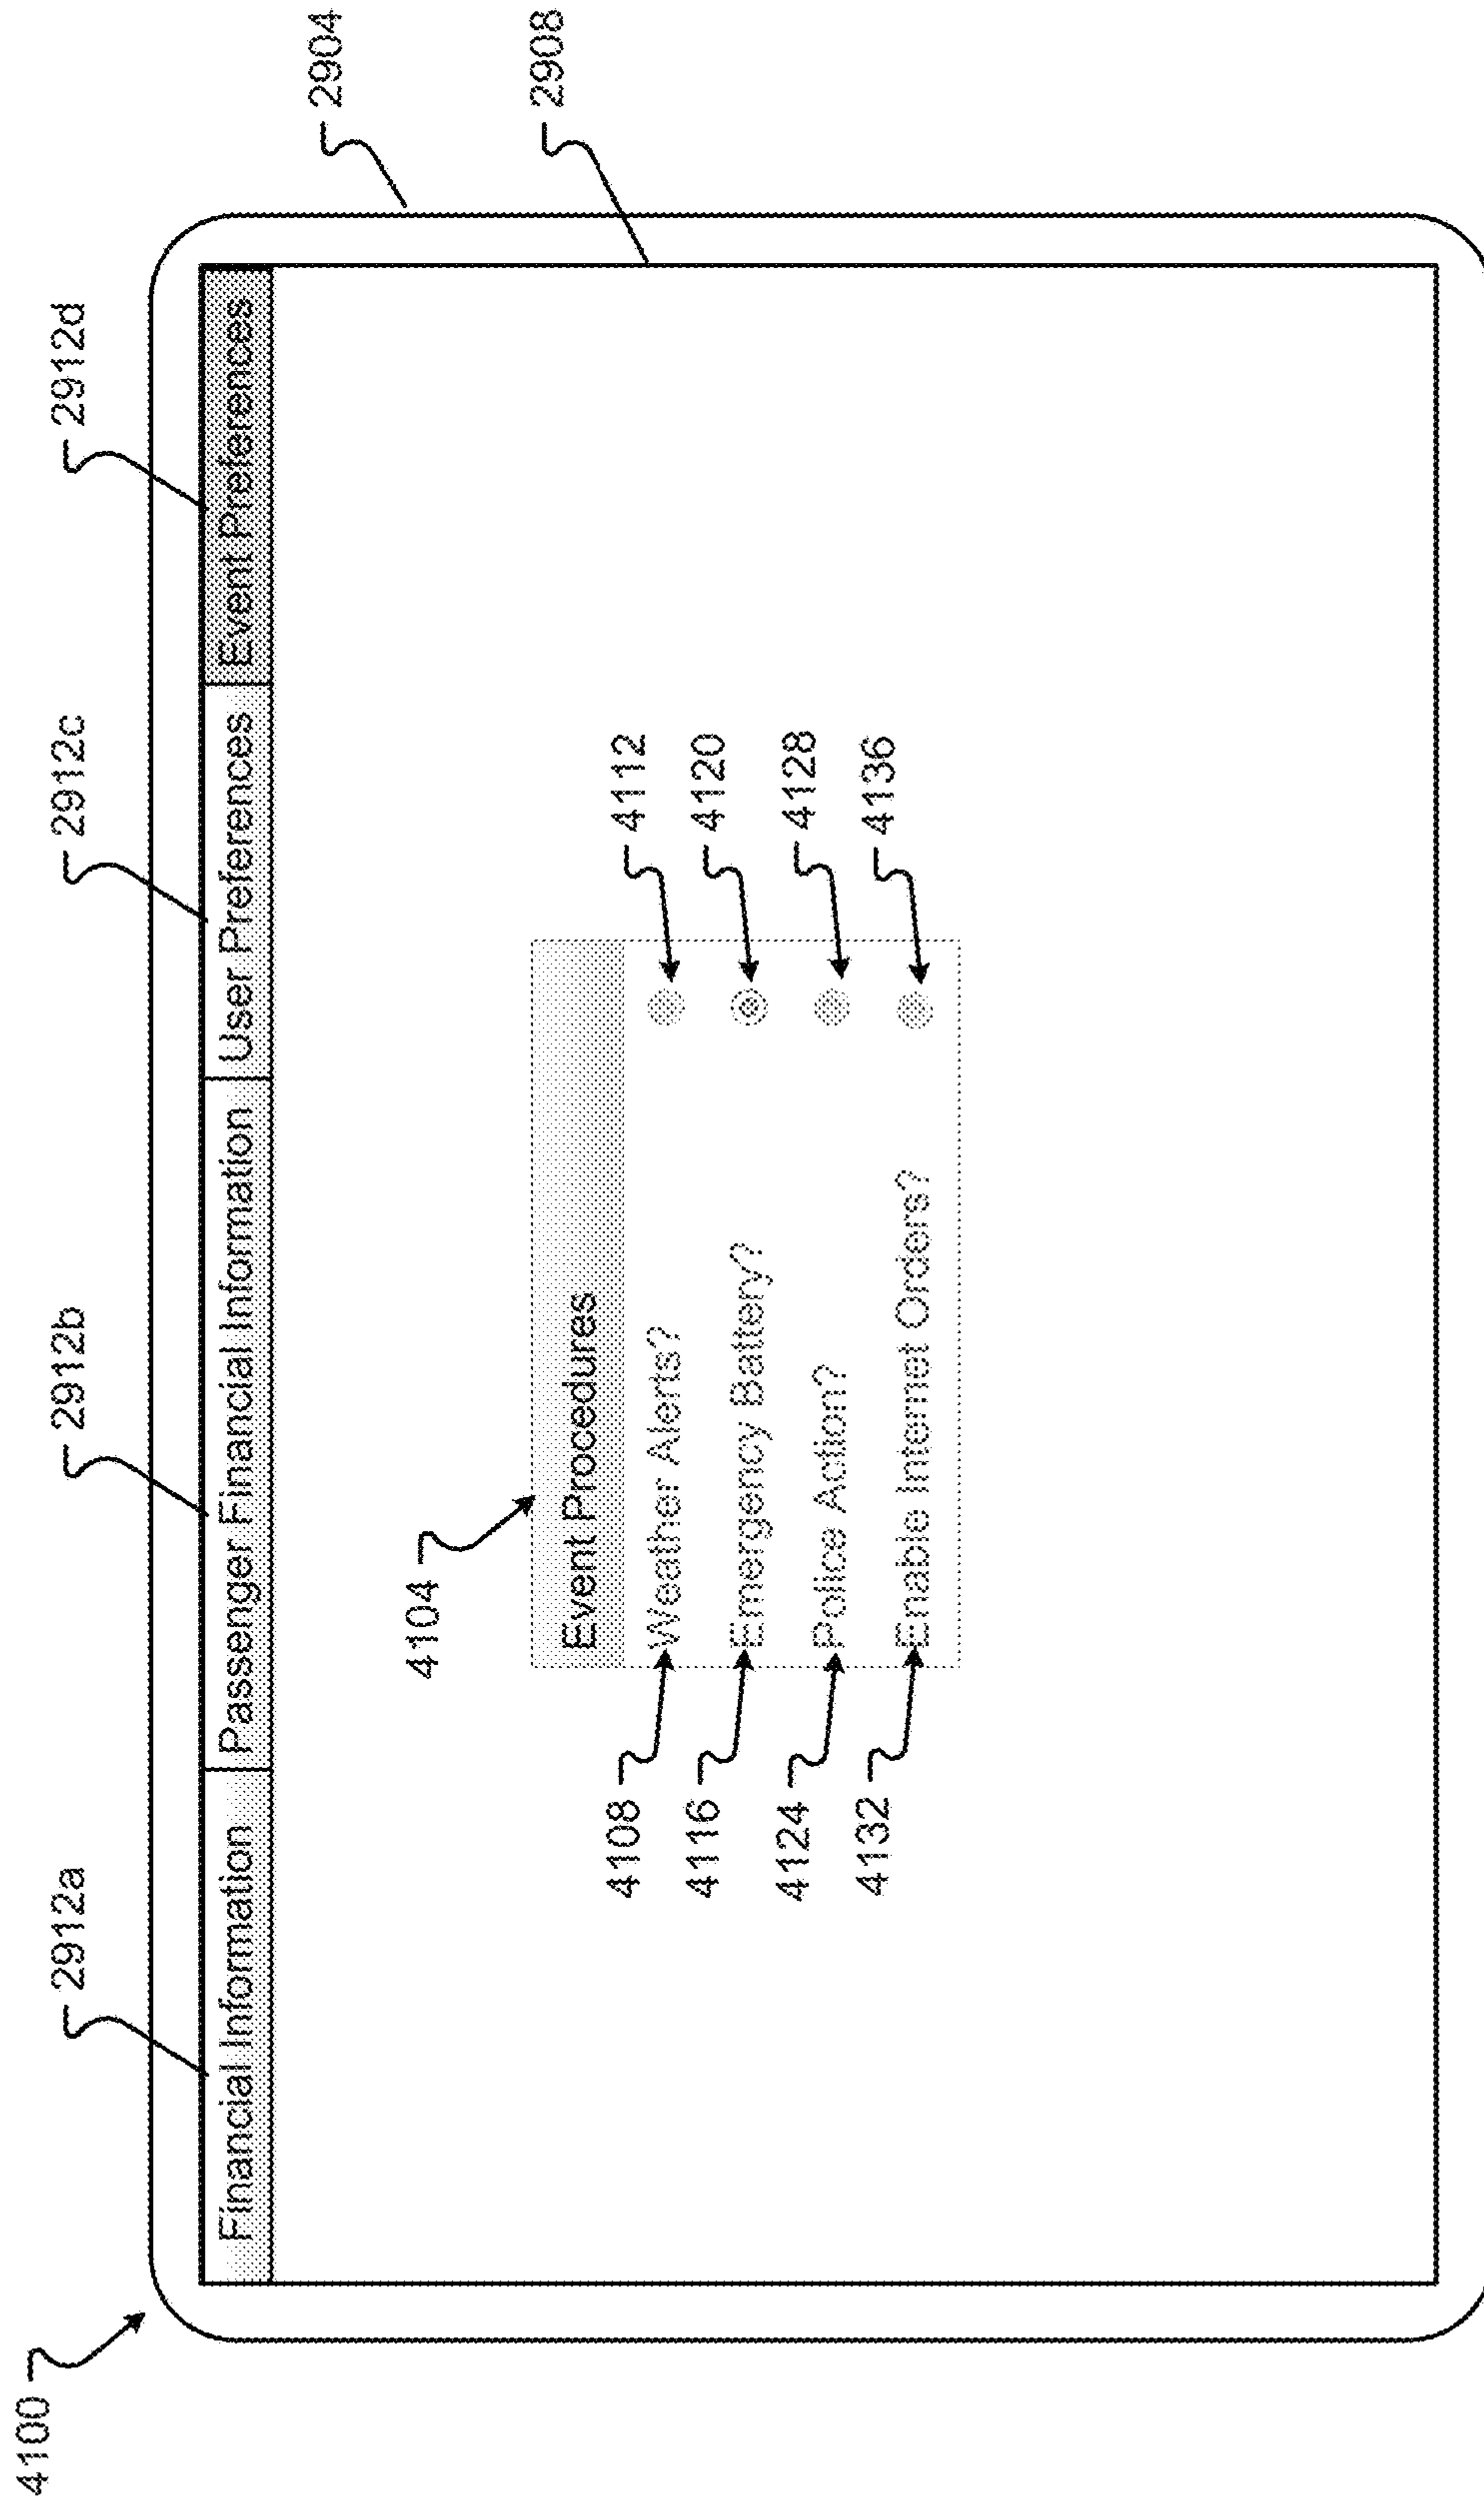 4100
2912a
2912b
2912c
2912d
2904
2908
Financial Information
Passenger Financial Information
User Preferences
Event Preferences
4104
Event Procedures
4108
Weather Alerts?
4112
4116
Emergency Battery?
4120
4124
Police Action?
4128
4132
Enable Internet Orders?
4136